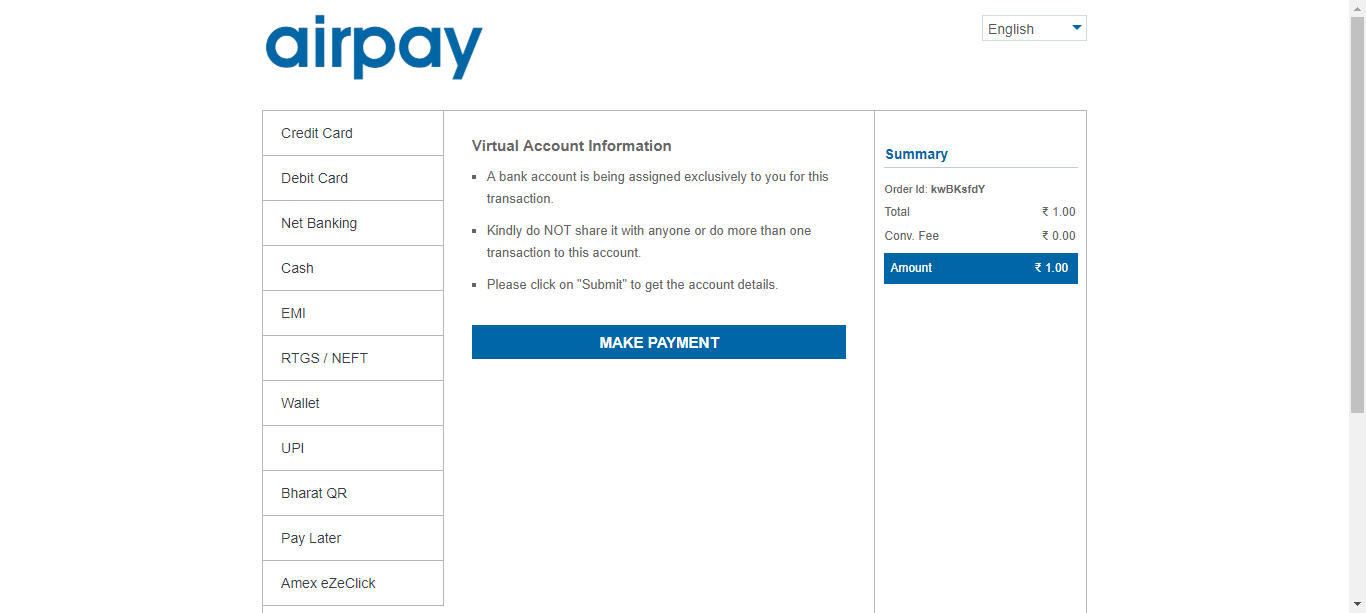 airpay
English
Credit Card
Debit Card
Net Banking
Cash
EMI
RTGS / NEFT
Wallet
UPI
Bharat QR
Pay Later
Amex eZeClick
Virtual Account Information
A bank account is being assigned exclusively to you for this
transaction.
Kindly do NOT share it with anyone or do more than one
transaction to this account.
Please click on "Submit" to get the account details.
MAKE PAYMENT
Summary
Order Id: kwBKsfdY
Total ₹ 1.00
Conv. Fee ₹ 0.00
Amount ₹ 1.00